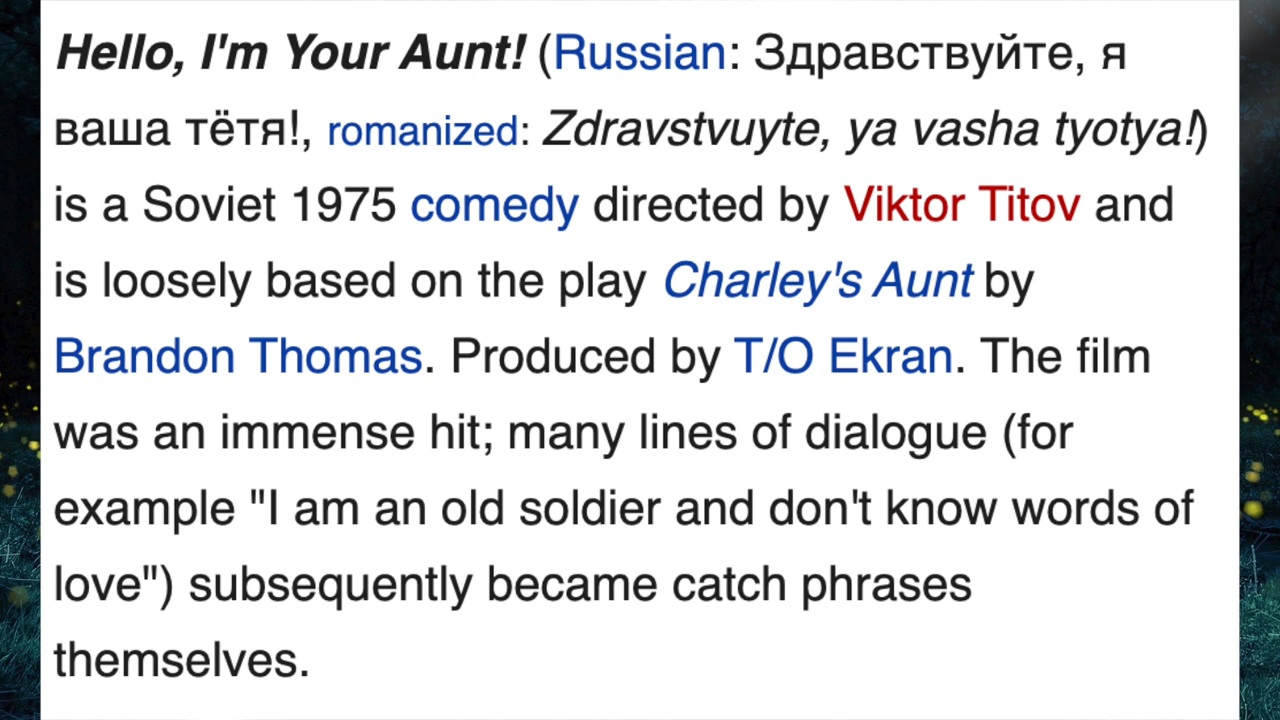 Hello, I'm Your Aunt! (Russian: Здравствуйте, я
ваша тётя!, romanized: Zdravstvuyte, ya vasha tyotya!)
is a Soviet 1975 comedy directed by Viktor Titov and
is loosely based on the play Charley's Aunt by
Brandon Thomas. Produced by T/O Ekran. The film
was an immense hit; many lines of dialogue (for
example "I am an old soldier and don't know words of
love") subsequently became catch phrases
themselves.